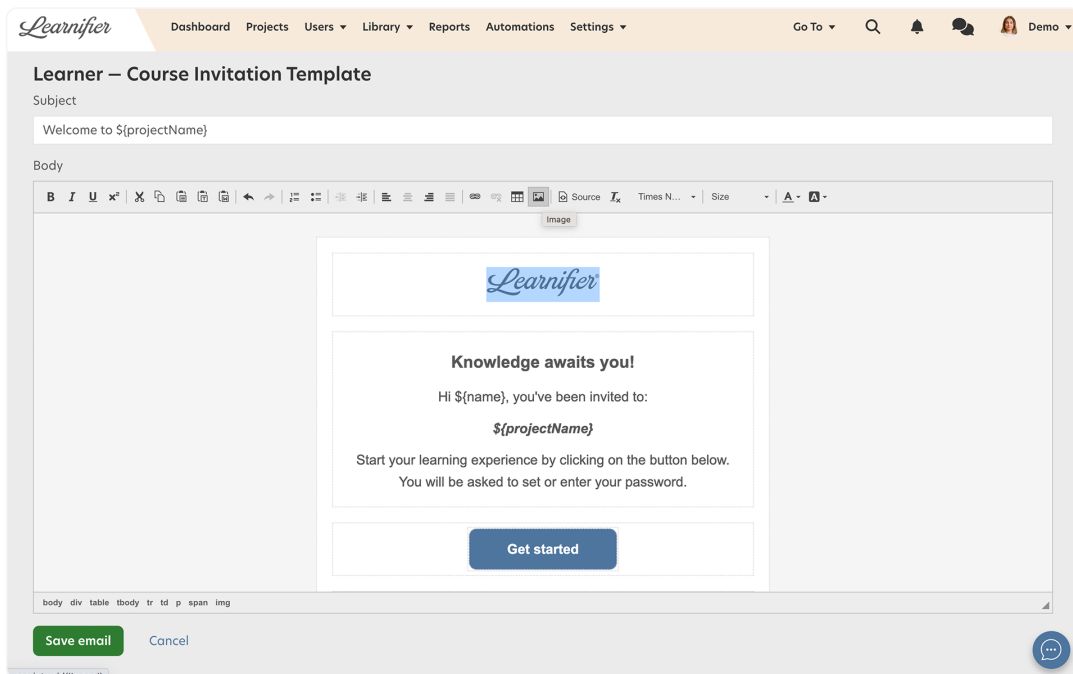 Learnifier Dashboard Projects Users Library Reports Automations Settings Go To Demo
Learner — Course Invitation Template
Subject
Welcome to ${projectName}
Body
B I U x² Source Tx Times N... Size A A
Image
Learnifier®
Knowledge awaits you!
Hi ${name}, you've been invited to:
${projectName}
Start your learning experience by clicking on the button below.
You will be asked to set or enter your password.
Get started
body div table tbody tr td p span img
Save email Cancel